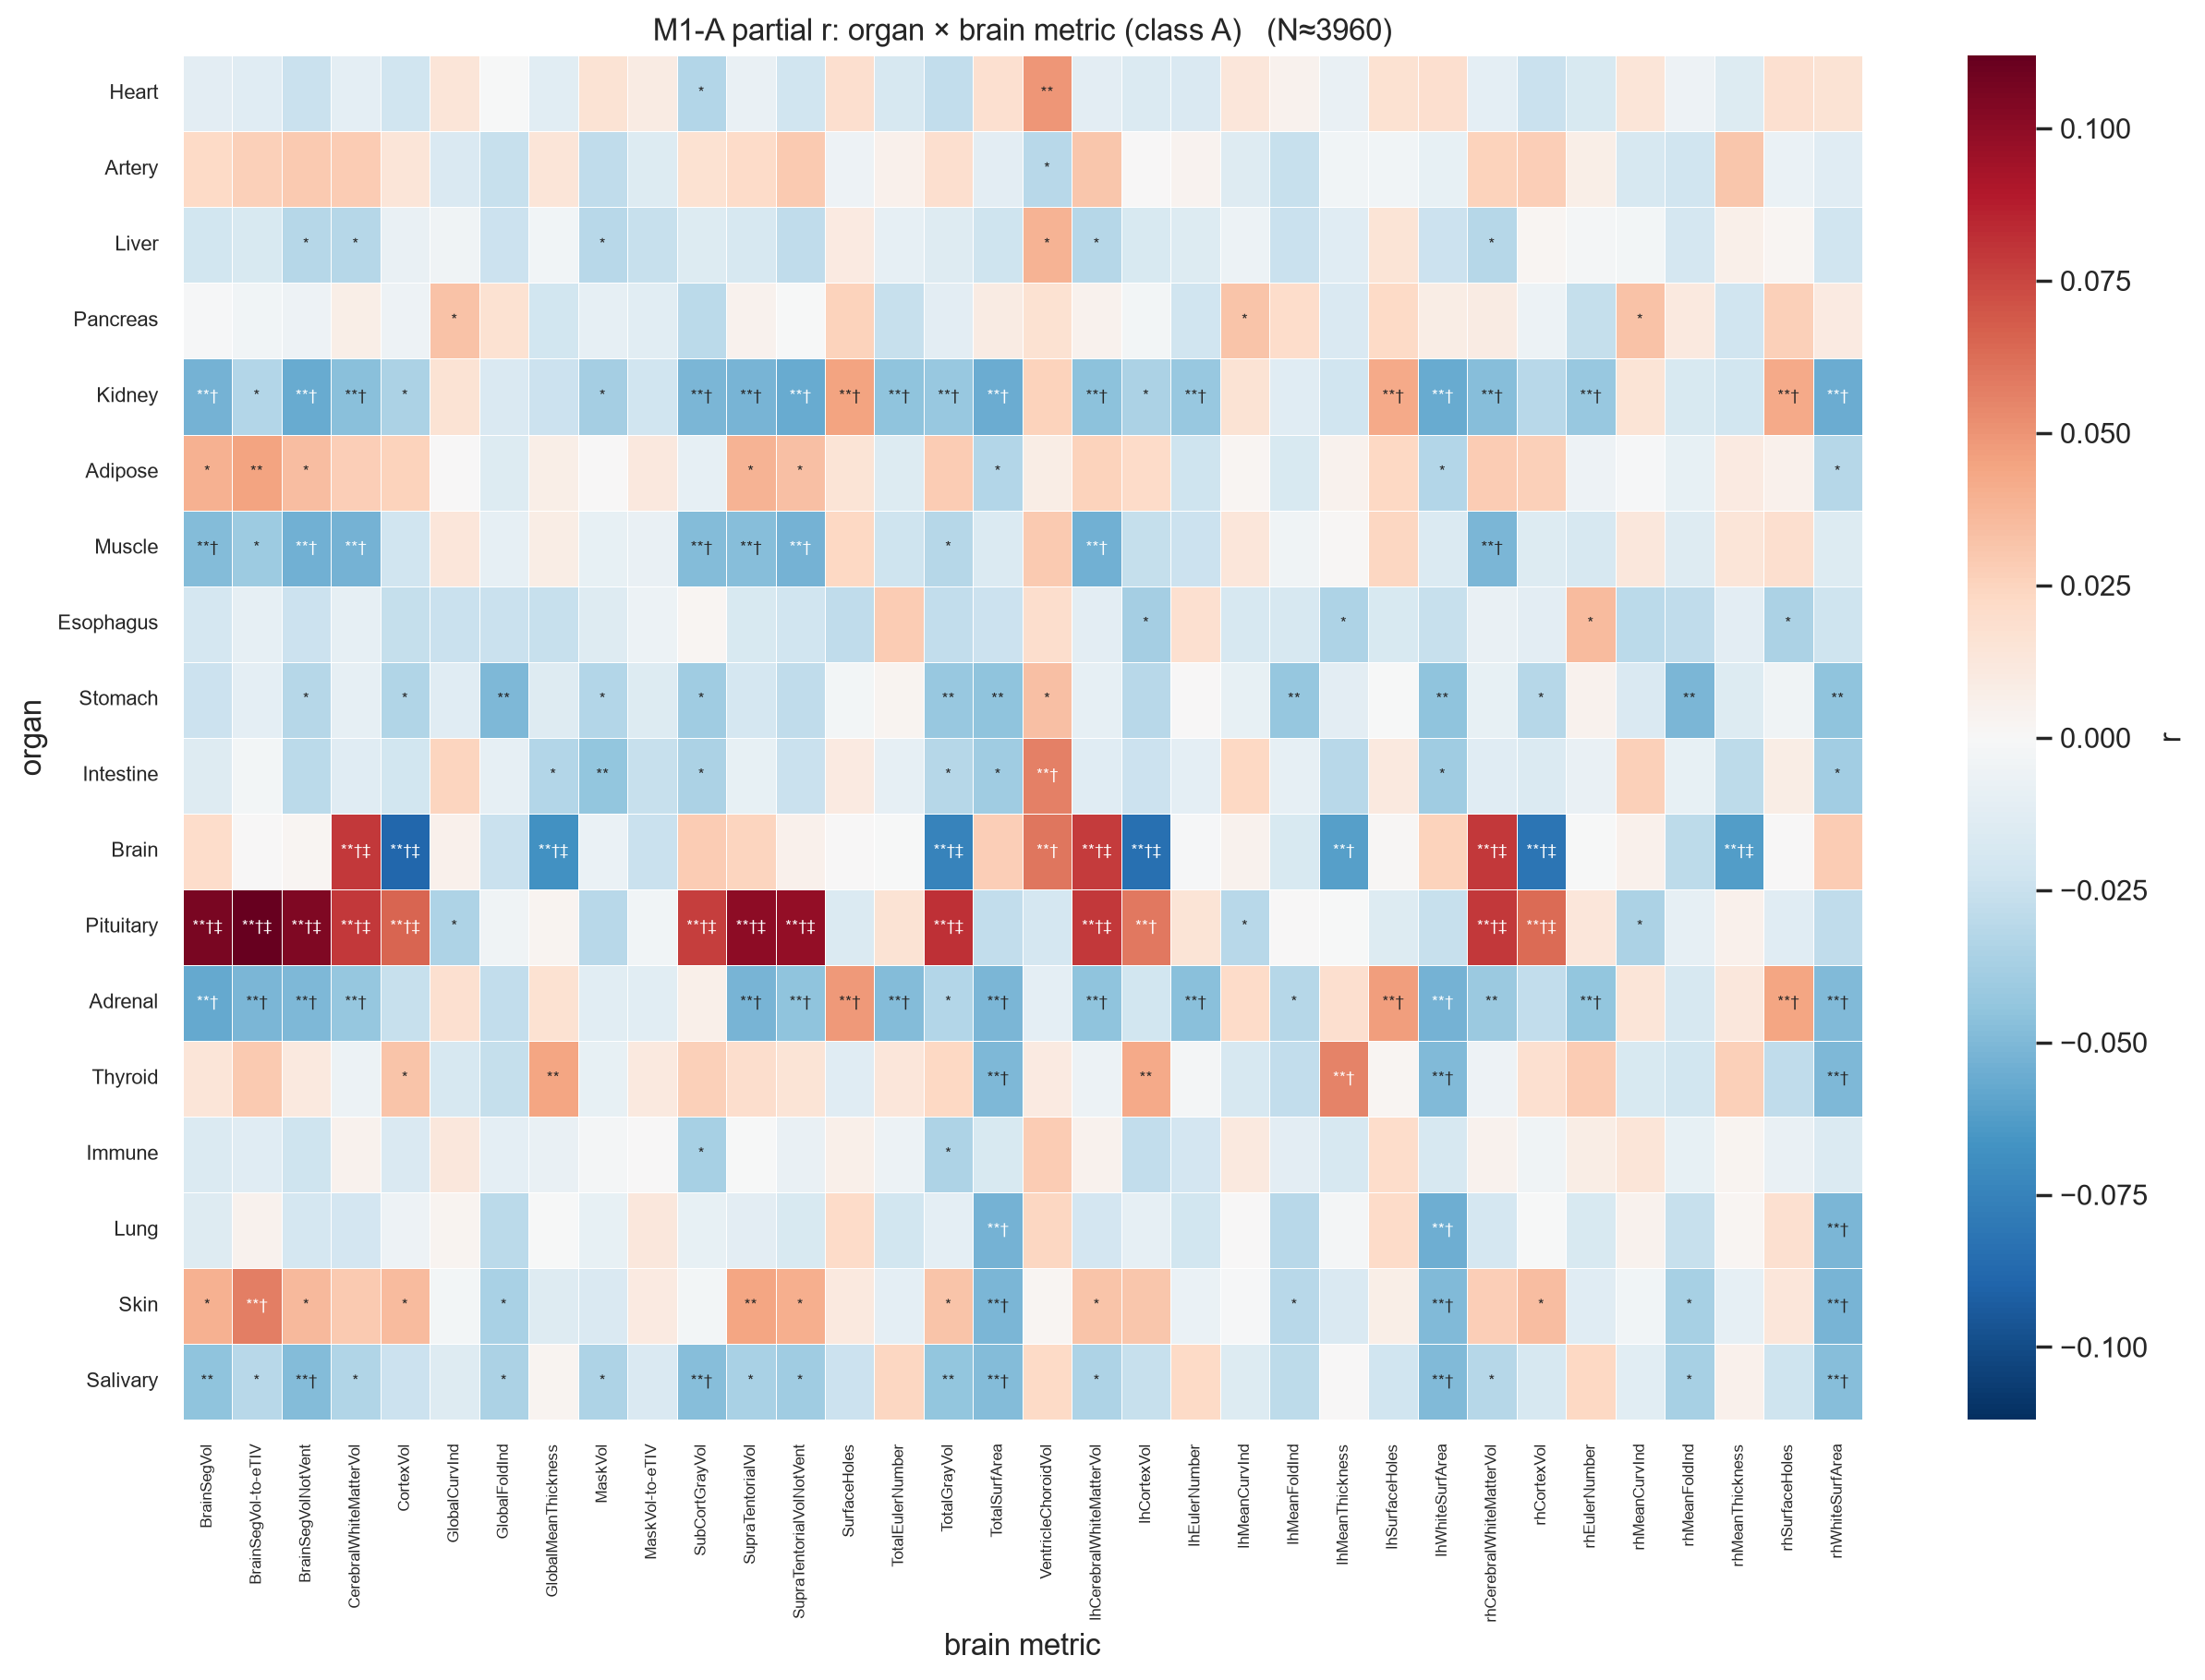 M1-A partial r: organ × brain metric (class A)   (N≈3960)
organ
Heart * **
Artery *
Liver * * * * * *
Pancreas * * *
Kidney **† * **† **† * * **† **† **† **† **† **† **† **† * **† **† **† **† **† **† **†
Adipose * ** * * * * * *
Muscle **† * **† **† **† **† **† * **† **†
Esophagus * * * *
Stomach * * ** * * ** ** * ** ** * ** **
Intestine * ** * * * **† * *
Brain **†‡ **†‡ **†‡ **†‡ **† **†‡ **†‡ **† **†‡ **†‡ **†‡
Pituitary **†‡ **†‡ **†‡ **†‡ **†‡ * **†‡ **†‡ **†‡ **†‡ **†‡ **† * **†‡ **†‡ *
Adrenal **† **† **† **† **† **† **† **† * **† **† **† * **† **† ** **† **† **†
Thyroid * ** **† ** **† **† **†
Immune * *
Lung **† **† **†
Skin * **† * * * ** * * **† * * **† * * **†
Salivary ** * **† * * * **† * * ** **† * **† * * **†
BrainSegVol
BrainSegVol-to-eTIV
BrainSegVolNotVent
CerebralWhiteMatterVol
CortexVol
GlobalCurvInd
GlobalFoldInd
GlobalMeanThickness
MaskVol
MaskVol-to-eTIV
SubCortGrayVol
SupraTentorialVol
SupraTentorialVolNotVent
SurfaceHoles
TotalEulerNumber
TotalGrayVol
TotalSurfArea
VentricleChoroidVol
lhCerebralWhiteMatterVol
lhCortexVol
lhEulerNumber
lhMeanCurvInd
lhMeanFoldInd
lhMeanThickness
lhSurfaceHoles
lhWhiteSurfArea
rhCerebralWhiteMatterVol
rhCortexVol
rhEulerNumber
rhMeanCurvInd
rhMeanFoldInd
rhMeanThickness
rhSurfaceHoles
rhWhiteSurfArea
brain metric
0.100
0.075
0.050
0.025
0.000
−0.025
−0.050
−0.075
−0.100
r